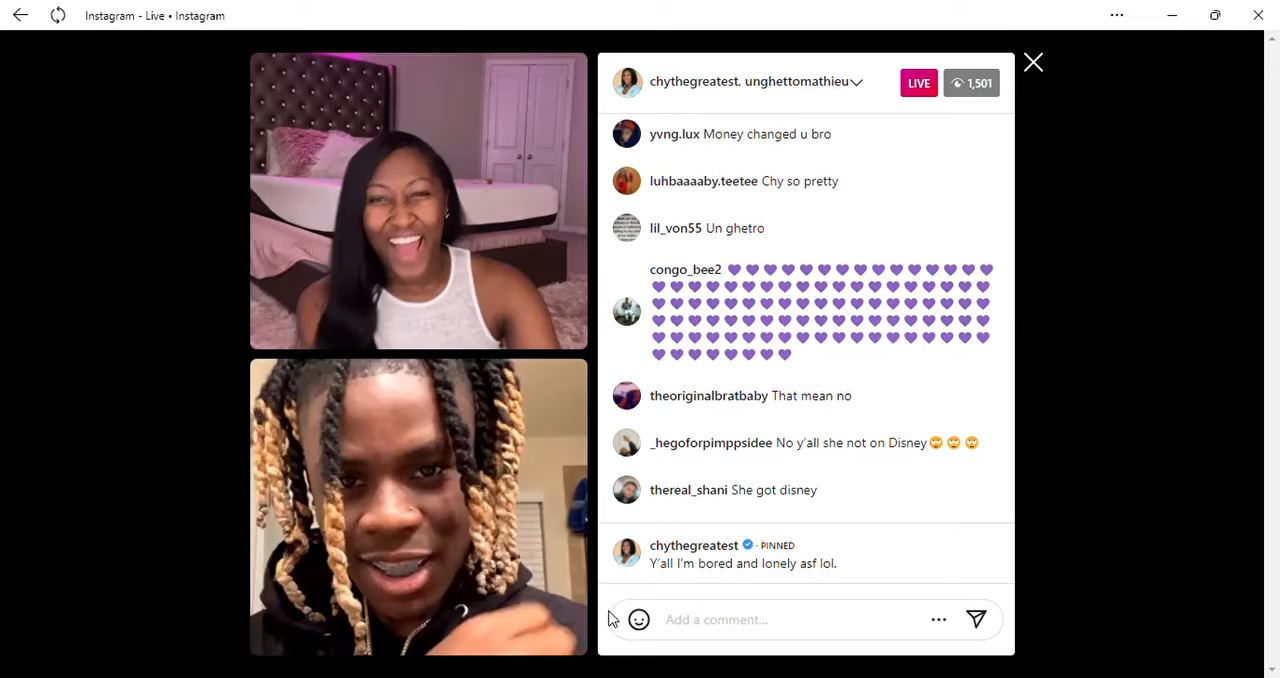 Instagram - Live • Instagram
chythegreatest, unghettomathieu
LIVE
1,501
yvng.lux Money changed u bro
luhbaaaaby.teetee Chy so pretty
lil_von55 Un ghetro
congo_bee2 💜💜💜💜💜💜💜💜💜💜💜💜💜💜💜
💜💜💜💜💜💜💜💜💜💜💜💜💜💜💜💜💜💜💜
💜💜💜💜💜💜💜💜💜💜💜💜💜💜💜💜💜💜💜
💜💜💜💜💜💜💜💜💜💜💜💜💜💜💜💜💜💜💜
💜💜💜💜💜💜💜💜💜💜💜💜💜💜💜💜💜💜💜
💜💜💜💜💜💜💜💜
theoriginalbratbaby That mean no
_hegoforpimppsidee No y'all she not on Disney🙄🙄🙄
thereal_shani She got disney
chythegreatest · PINNED
Y'all I'm bored and lonely asf lol.
Add a comment...